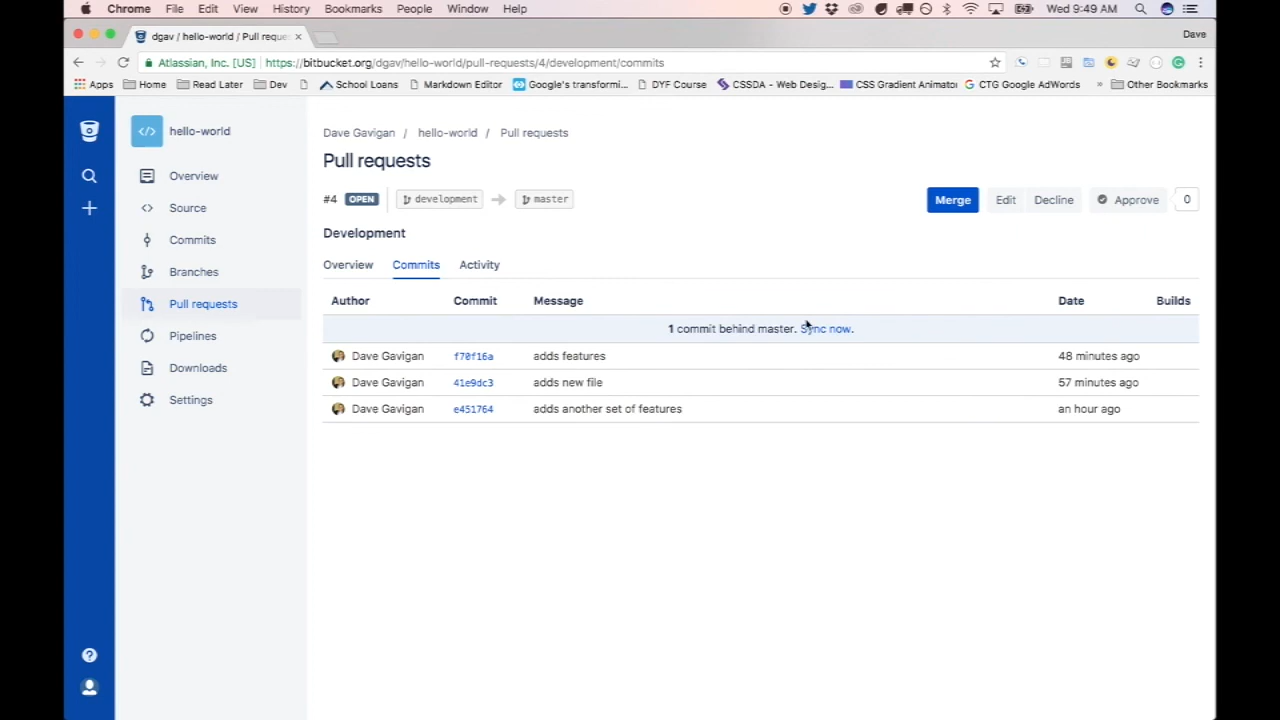 Chrome File Edit View History Bookmarks People Window Help Wed 9:49 AM
dgav / hello-world / Pull reque Dave
Atlassian, Inc. [US] https://bitbucket.org/dgav/hello-world/pull-requests/4/development/commits
Apps Home Read Later Dev School Loans Markdown Editor Google's transformi... DYF Course CSSDA - Web Desig... CSS Gradient Animator CTG Google AdWords » Other Bookmarks
hello-world
Overview
Source
Commits
Branches
Pull requests
Pipelines
Downloads
Settings
Dave Gavigan / hello-world / Pull requests
Pull requests
#4 OPEN development master Merge Edit Decline Approve 0
Development
Overview Commits Activity
Author Commit Message Date Builds
1 commit behind master. Sync now.
Dave Gavigan f70f16a adds features 48 minutes ago
Dave Gavigan 41e9dc3 adds new file 57 minutes ago
Dave Gavigan e451764 adds another set of features an hour ago